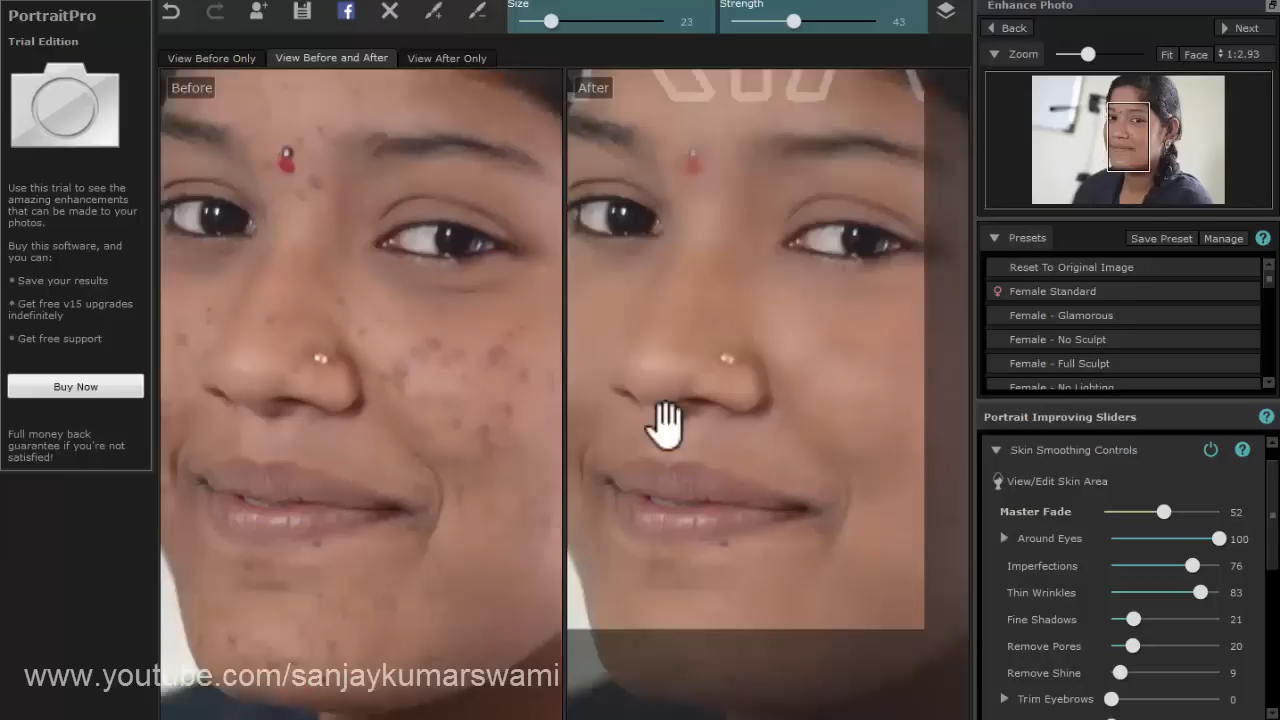 PortraitPro
Trial Edition
Use this trial to see the
amazing enhancements
that can be made to your
photos.
Buy this software, and
you can:
* Save your results
* Get free v15 upgrades
indefinitely
* Get free support
Buy Now
Full money back
guarantee if you're not
satisfied!
Size
23
Strength
43
View Before Only
View Before and After
View After Only
Before
After
www.youtube.com/sanjaykumarswami
Enhance Photo
Back
Next
Zoom
Fit
Face
1:2.93
Presets
Save Preset
Manage
?
Reset To Original Image
Female Standard
Female - Glamorous
Female - No Sculpt
Female - Full Sculpt
Female - No Lighting
Portrait Improving Sliders
?
Skin Smoothing Controls
?
View/Edit Skin Area
Master Fade 52
Around Eyes 100
Imperfections 76
Thin Wrinkles 83
Fine Shadows 21
Remove Pores 20
Remove Shine 9
Trim Eyebrows 0